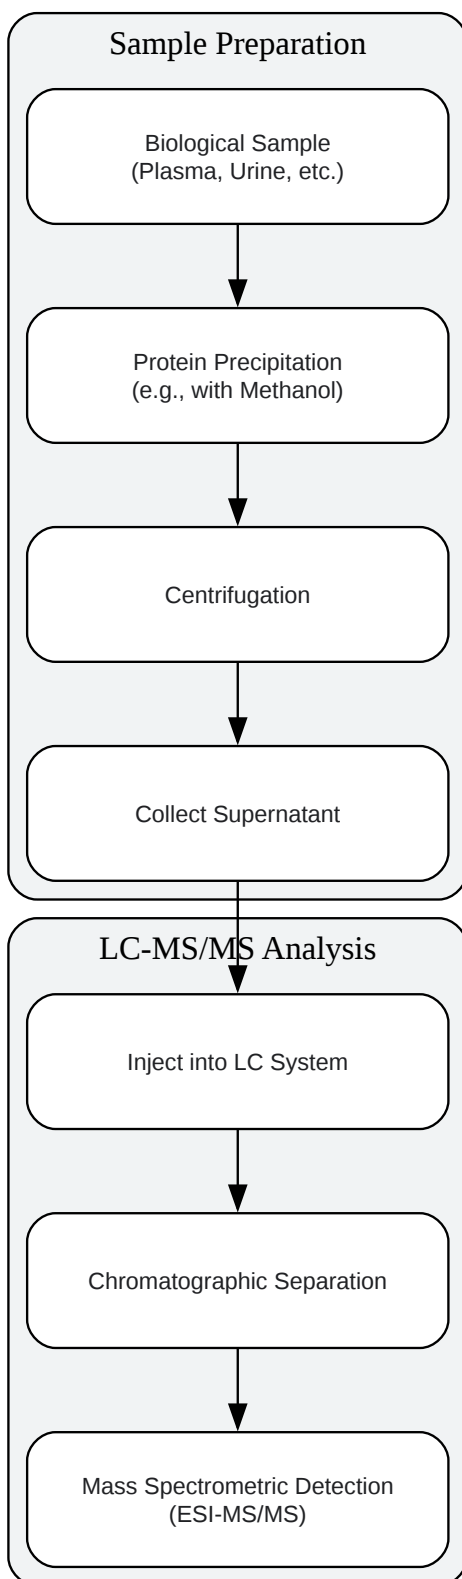 Sample Preparation
Biological Sample
(Plasma, Urine, etc.)
Protein Precipitation
(e.g., with Methanol)
Centrifugation
Collect Supernatant
LC-MS/MS Analysis
Inject into LC System
Chromatographic Separation
Mass Spectrometric Detection
(ESI-MS/MS)